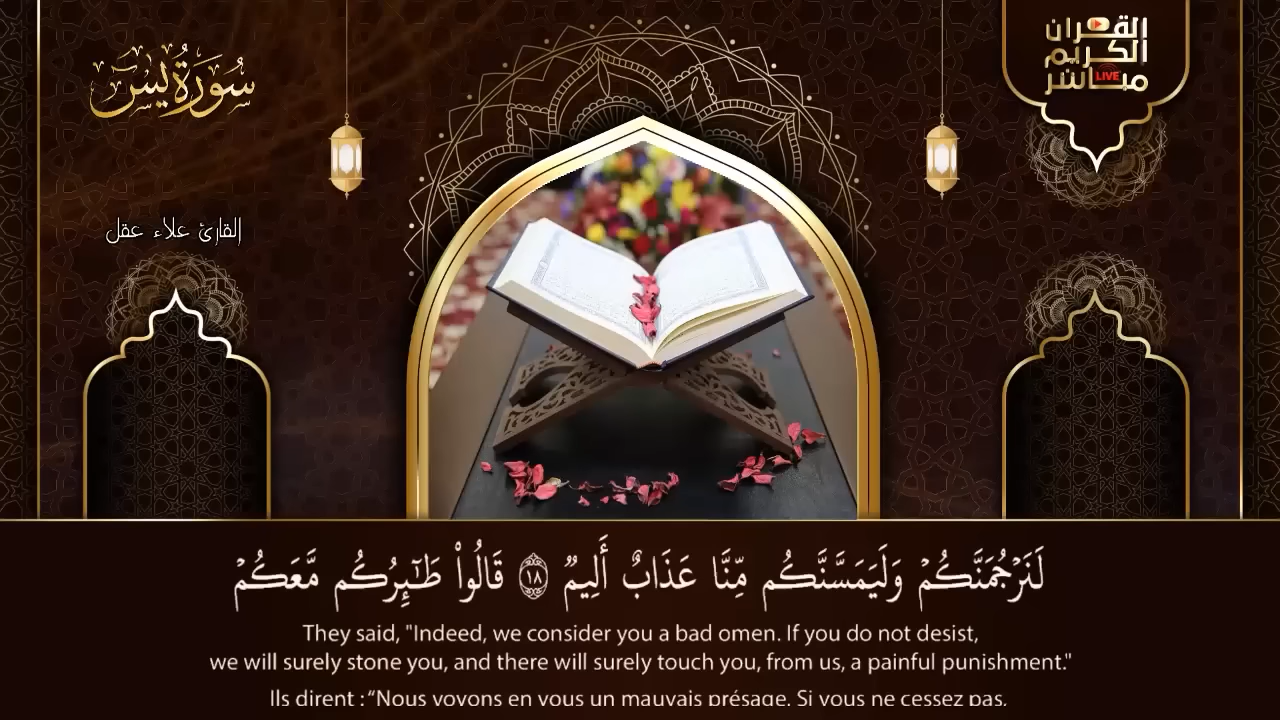 سُورَةُ يسٓ
القرآن
الكريم
مباشر
LIVE
القارئ علاء عقل
لَنَرْجُمَنَّكُمْ وَلَيَمَسَّنَّكُم مِّنَّا عَذَابٌ أَلِيمٌ ١٨ قَالُوا۟ طَـٰٓئِرُكُم مَّعَكُمْ
They said, "Indeed, we consider you a bad omen. If you do not desist,
we will surely stone you, and there will surely touch you, from us, a painful punishment."
Ils dirent : “Nous voyons en vous un mauvais présage. Si vous ne cessez pas,